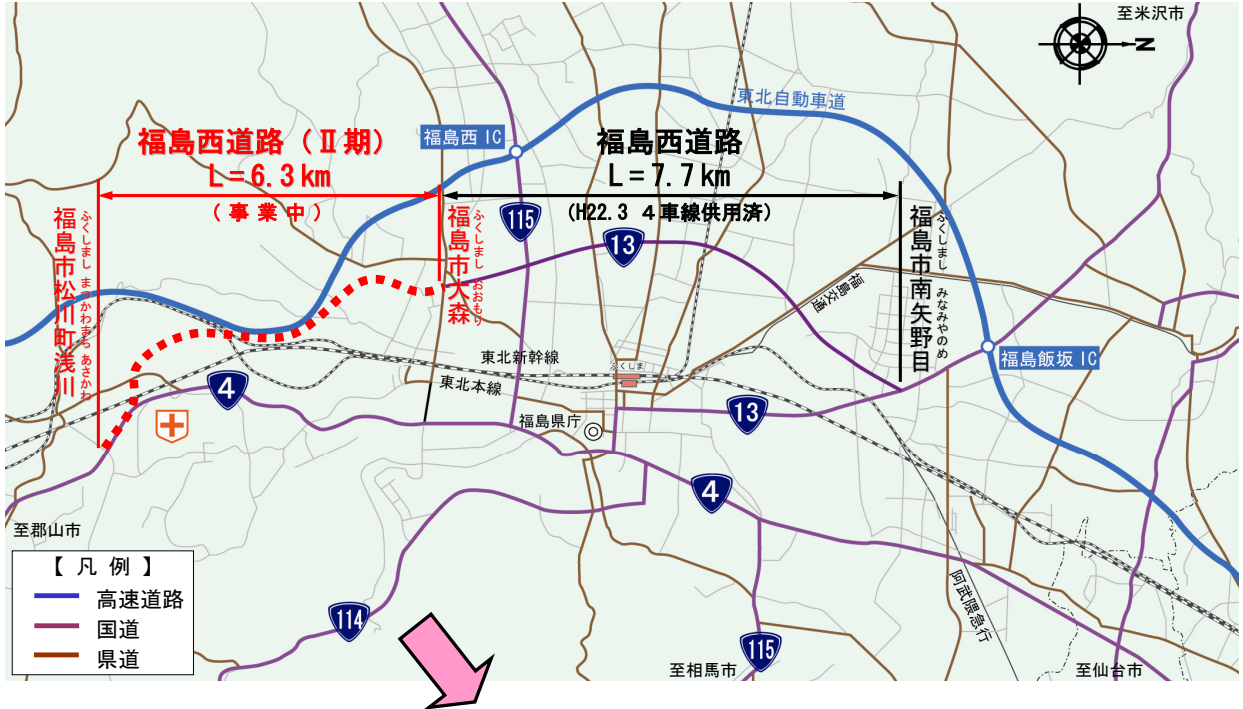 至米沢市
N
東北自動車道
福島西道路（Ⅱ期）
L＝6.3km
（事業中）
福島西 IC
福島西道路
L＝7.7km
(H22.3 4車線供用済)
115
13
福島市松川町浅川
ふくしまし まつかわまち あさかわ
福島市大森
ふくしまし おおもり
福島市南矢野目
ふくしまし みなみやのめ
福島交通
福島飯坂 IC
東北新幹線
東北本線
ふくしま
4
13
福島県庁
4
至郡山市
【 凡 例 】
高速道路
国道
県道
114
115
阿武隈急行
至相馬市
至仙台市